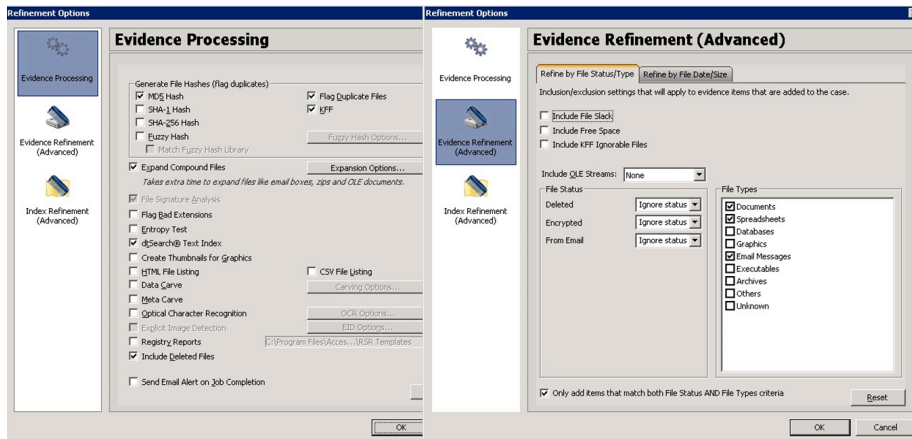 Refinement Options
Evidence Processing
Evidence Refinement
(Advanced)
Index Refinement
(Advanced)
Evidence Processing
Generate File Hashes (flag duplicates)
MD5 Hash
Flag Duplicate Files
SHA-1 Hash
KFF
SHA-256 Hash
Fuzzy Hash
Fuzzy Hash Options...
Match Fuzzy Hash Library
Expand Compound Files
Expansion Options...
Takes extra time to expand files like email boxes, zips and OLE documents.
File Signature Analysis
Flag Bad Extensions
Entropy Test
dtSearch® Text Index
Create Thumbnails for Graphics
HTML File Listing
CSV File Listing
Data Carve
Carving Options...
Meta Carve
Optical Character Recognition
OCR Options...
Explicit Image Detection
EID Options...
Registry Reports
C:\Program Files\Acces...\RSR Templates
Include Deleted Files
Send Email Alert on Job Completion
OK
Refinement Options
Evidence Processing
Evidence Refinement
(Advanced)
Index Refinement
(Advanced)
Evidence Refinement (Advanced)
Refine by File Status/Type
Refine by File Date/Size
Inclusion/exclusion settings that will apply to evidence items that are added to the case.
Include File Slack
Include Free Space
Include KFF Ignorable Files
Include OLE Streams:
None
File Status
Deleted
Ignore status
Encrypted
Ignore status
From Email
Ignore status
File Types
Documents
Spreadsheets
Databases
Graphics
Email Messages
Executables
Archives
Others
Unknown
Only add items that match both File Status AND File Types criteria
Reset
OK
Cancel